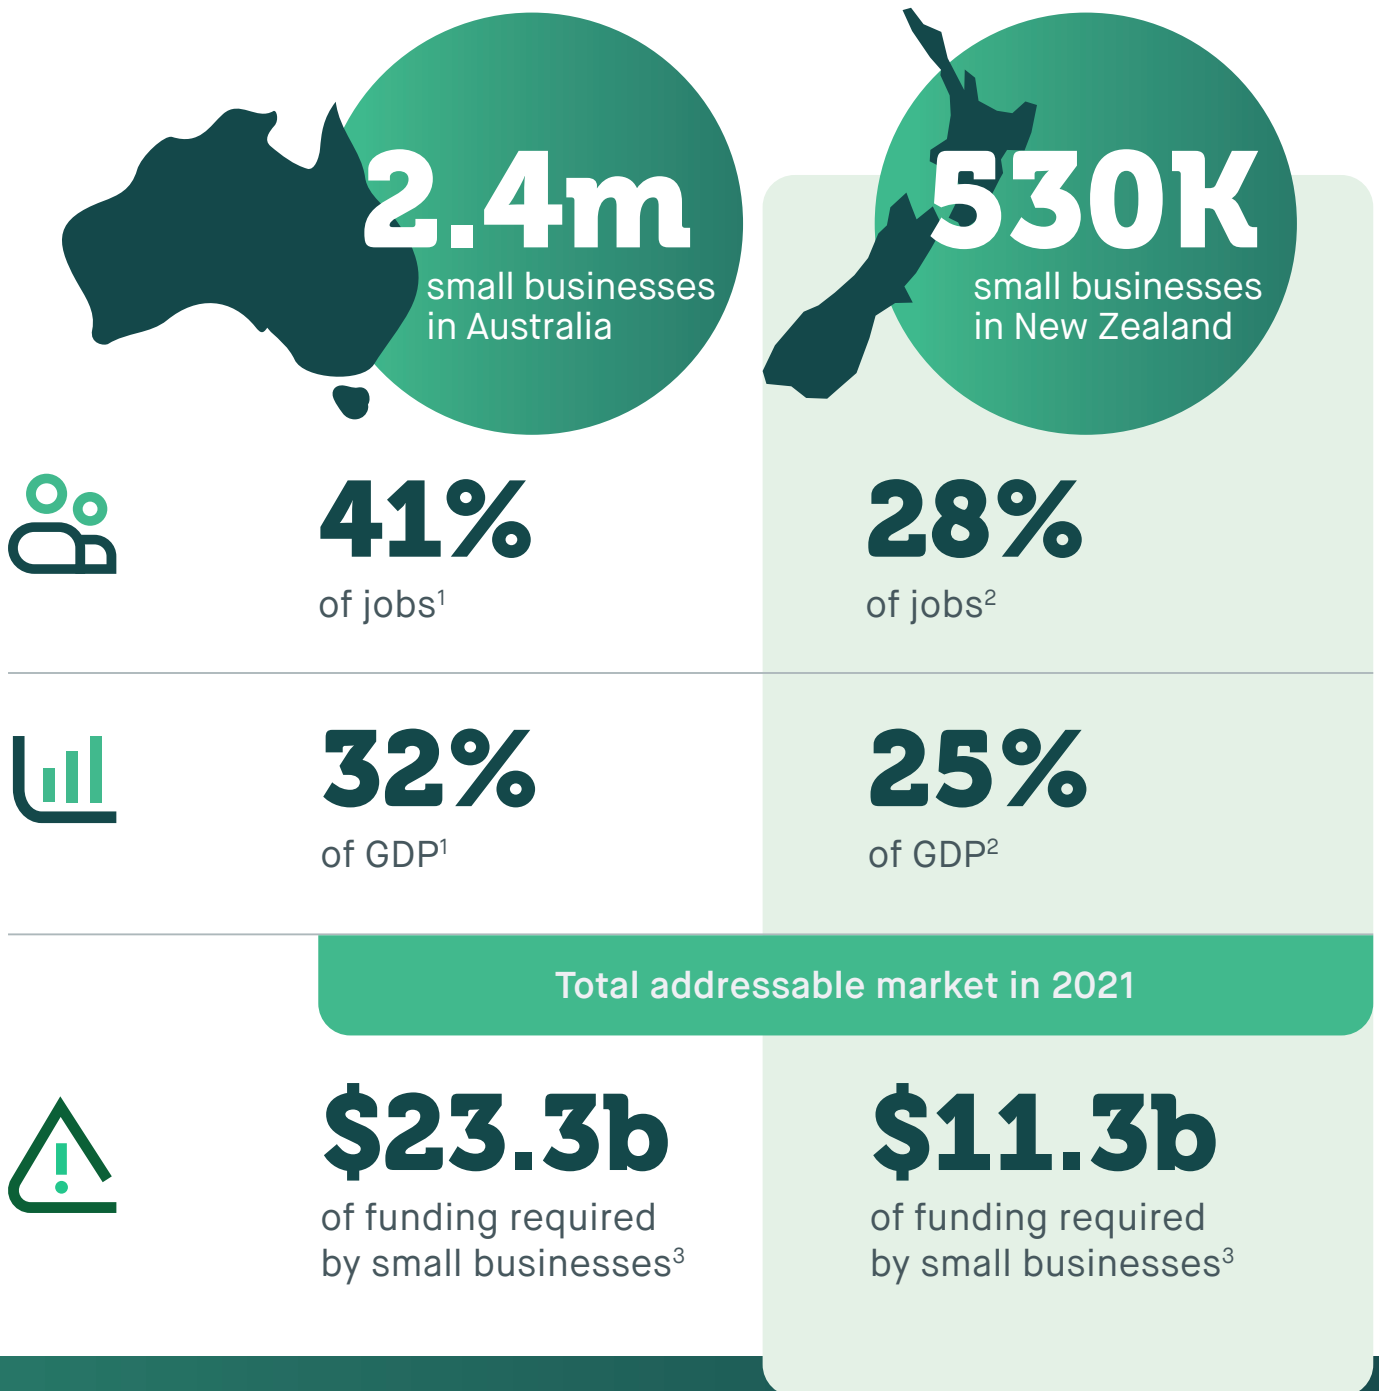 2.4m
small businesses
in Australia
530K
small businesses
in New Zealand
41%
of jobs¹
28%
of jobs²
32%
of GDP¹
25%
of GDP²
Total addressable market in 2021
$23.3b
of funding required
by small businesses³
$11.3b
of funding required
by small businesses³